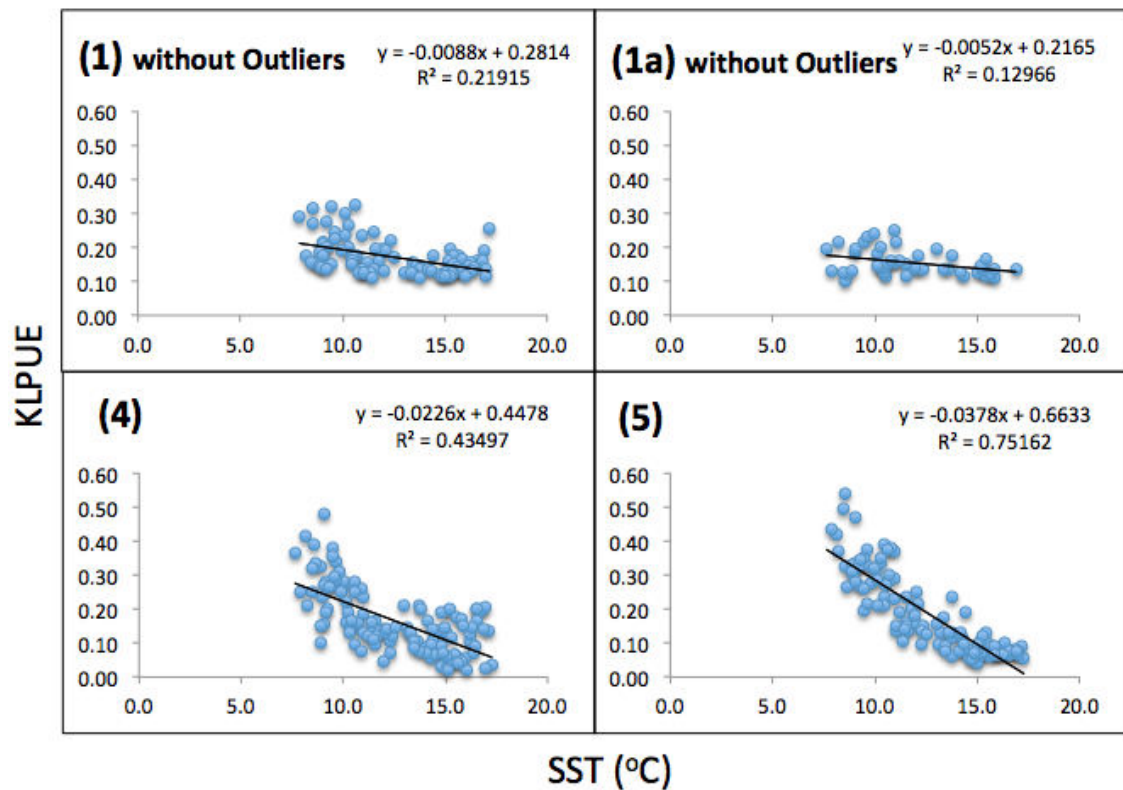 (1) without Outliers
y = -0.0088x + 0.2814
R² = 0.21915
0.60
0.50
0.40
0.30
0.20
0.10
0.00
0.0 5.0 10.0 15.0 20.0
(1a) without Outliers
y = -0.0052x + 0.2165
R² = 0.12966
0.60
0.50
0.40
0.30
0.20
0.10
0.00
0.0 5.0 10.0 15.0 20.0
KLPUE
(4)
y = -0.0226x + 0.4478
R² = 0.43497
0.60
0.50
0.40
0.30
0.20
0.10
0.00
0.0 5.0 10.0 15.0 20.0
(5)
y = -0.0378x + 0.6633
R² = 0.75162
0.60
0.50
0.40
0.30
0.20
0.10
0.00
0.0 5.0 10.0 15.0 20.0
SST (ºC)